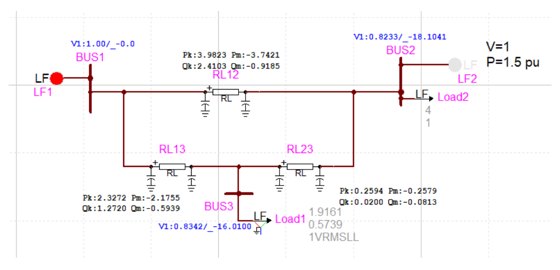 V1:1.00/_-0.0
BUS1
LF
LF1
Pk:3.9823 Pm:-3.7421
Qk:2.4103 Qm:-0.9185
RL12
+
RL
V1:0.8233/_-18.1041
BUS2
LF
LF2
V=1
P=1.5 pu
LF
Load2
4
1
RL13
+
RL
RL23
+
RL
Pk:2.3272 Pm:-2.1755
Qk:1.2720 Qm:-0.5939
BUS3
Pk:0.2594 Pm:-0.2579
Qk:0.0200 Qm:-0.0813
LF
Load1
1.9161
0.5739
1VRMSLL
V1:0.8342/_-16.0100